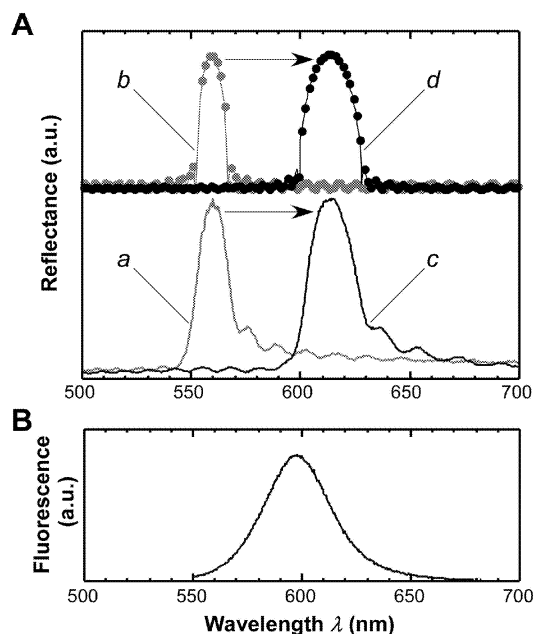 A
Reflectance (a.u.)
b
d
a
c
500 550 600 650 700
B
Fluorescence
(a.u.)
500 550 600 650 700
Wavelength λ (nm)